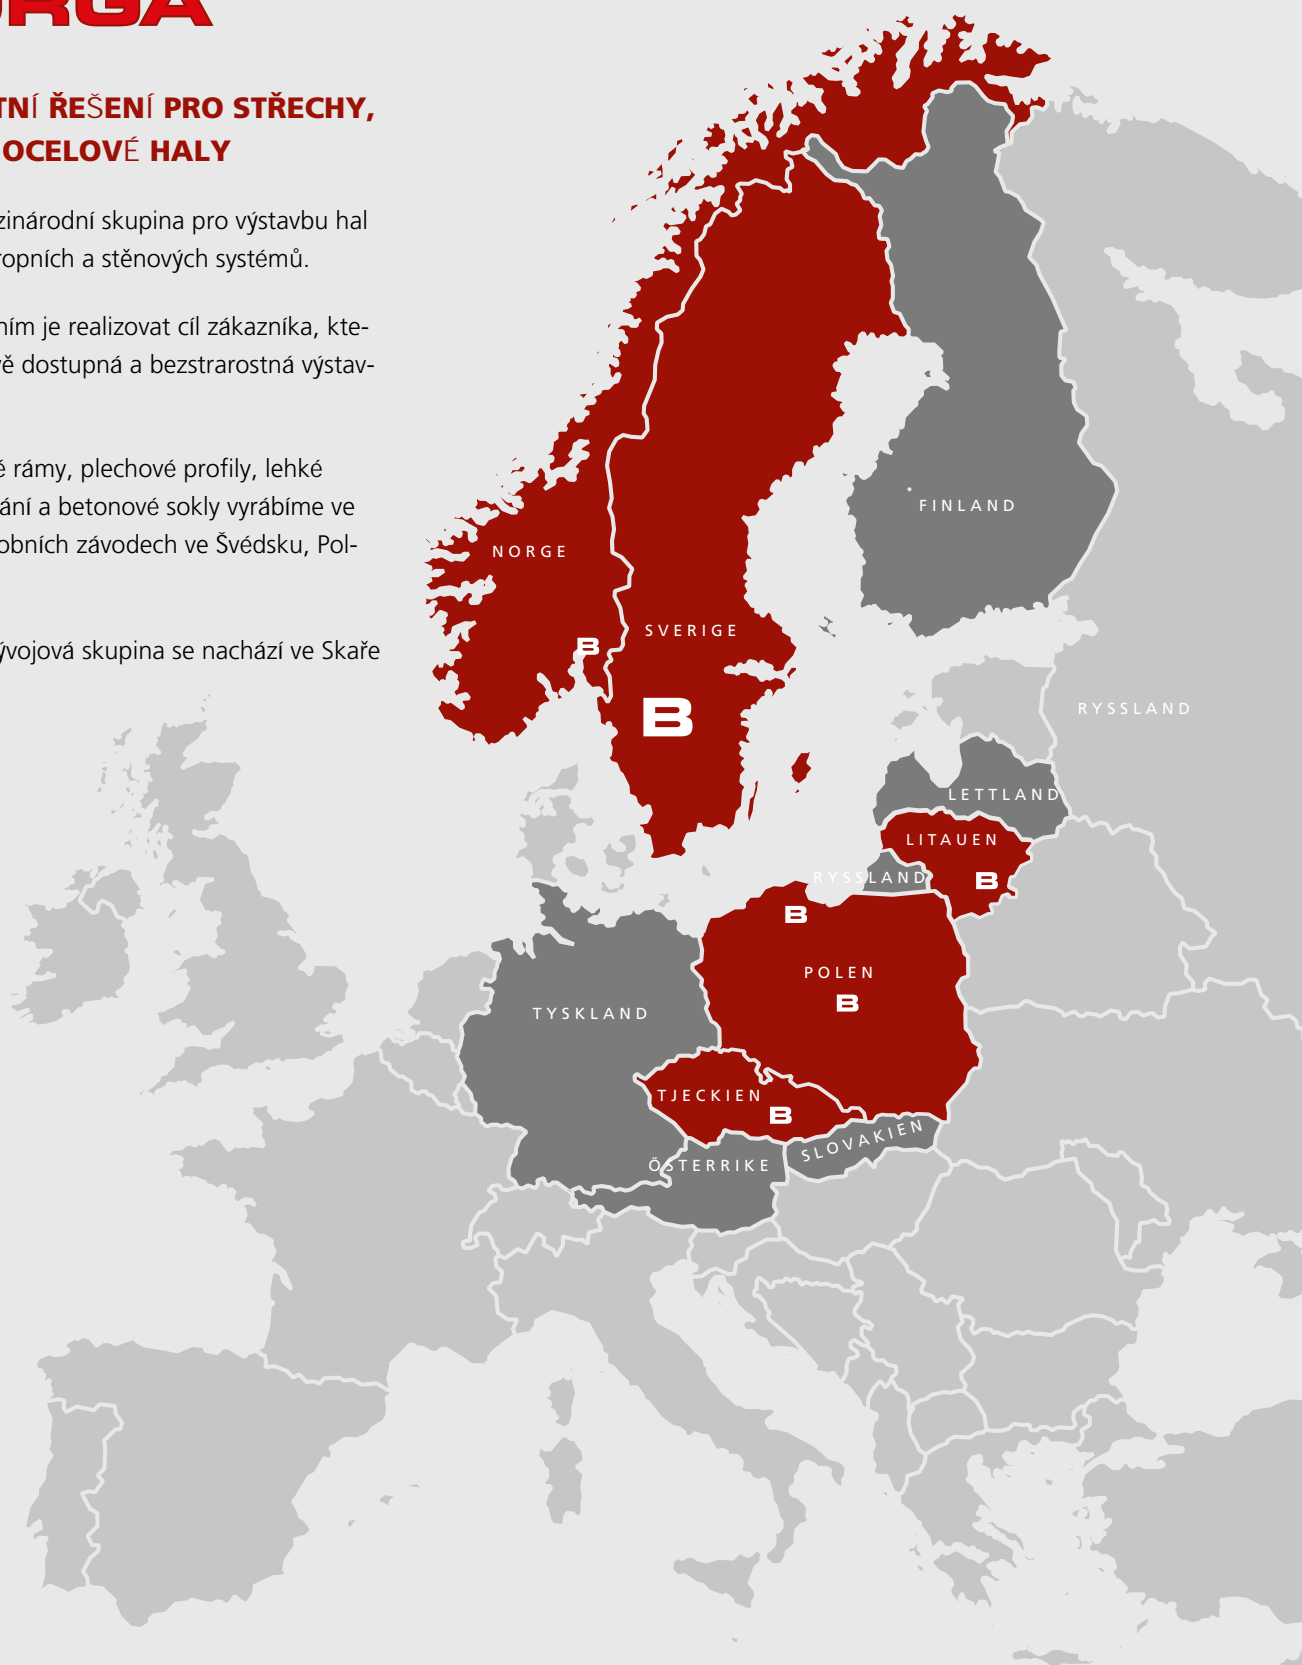 TNÍ ŘEŠENÍ PRO STŘECHY,
OCELOVÉ HALY
zinárodní skupina pro výstavbu hal
ropních a stěnových systémů.
ním je realizovat cíl zákazníka, kte-
vě dostupná a bezstrarostná výstav-
é rámy, plechové profily, lehké
ání a betonové sokly vyrábíme ve
obních závodech ve Švédsku, Pol-
ývojová skupina se nachází ve Skaře
FINLAND
NORGE
SVERIGE
B
B
RYSSLAND
LETTLAND
LITAUEN
RYSSLAND
B
B
POLEN
B
TYSKLAND
TJECKIEN
B
SLOVAKIEN
ÖSTERRIKE